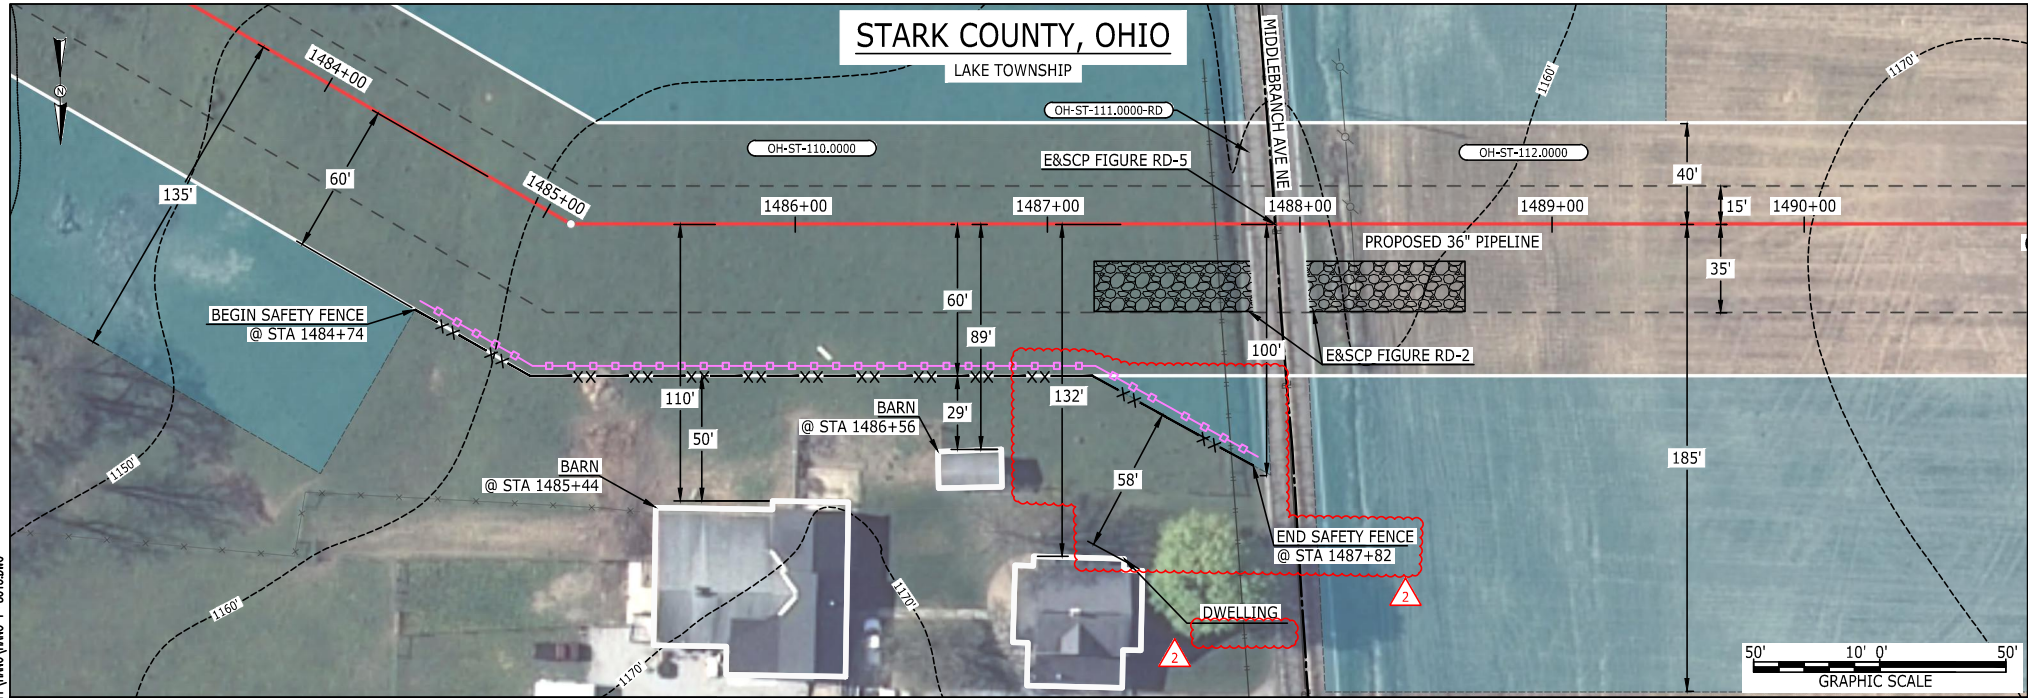 STARK COUNTY, OHIO
LAKE TOWNSHIP
N
1484+00
135'
60'
1485+00
OH-ST-110.0000
OH-ST-111.0000-RD
E&SCP FIGURE RD-5
MIDDLEBRANCH AVE NE
1160'
1170'
OH-ST-112.0000
40'
15'
1486+00
1487+00
1488+00
1489+00
1490+00
PROPOSED 36" PIPELINE
35'
BEGIN SAFETY FENCE
@ STA 1484+74
60'
89'
100'
E&SCP FIGURE RD-2
110'
50'
29'
132'
BARN
@ STA 1486+56
58'
185'
1150'
BARN
@ STA 1485+44
END SAFETY FENCE
@ STA 1487+82
1160'
1170'
1170'
DWELLING
2
2
50' 10' 0' 50'
GRAPHIC SCALE